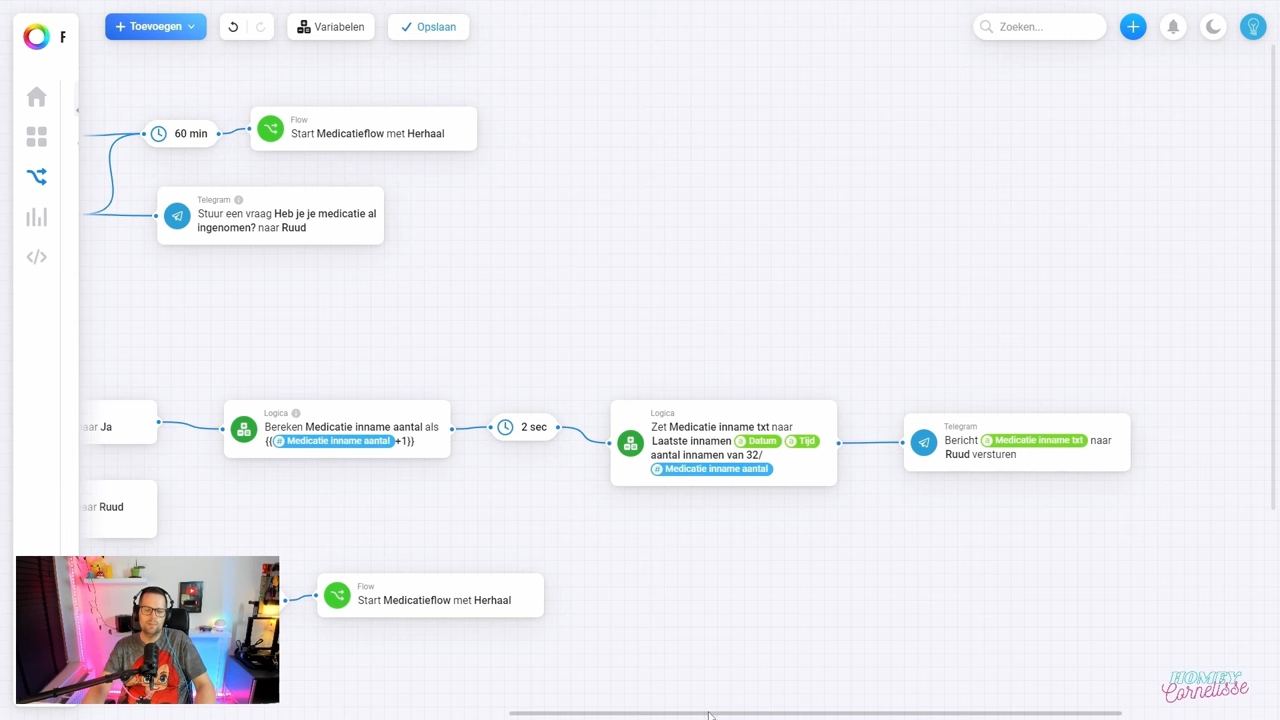 F
Toevoegen
Variabelen
Opslaan
Zoeken...
60 min
Flow
Start Medicatieflow met Herhaal
Telegram
Stuur een vraag Heb je je medicatie al
ingenomen? naar Ruud
aar Ja
Logica
Bereken Medicatie inname aantal als
{{# Medicatie inname aantal +1}}
2 sec
Logica
Zet Medicatie inname txt naar
Laatste innamen Datum Tijd
aantal innamen van 32/
# Medicatie inname aantal
Telegram
Bericht Medicatie inname txt naar
Ruud versturen
aar Ruud
Flow
Start Medicatieflow met Herhaal
HOMEY
Cornelisse